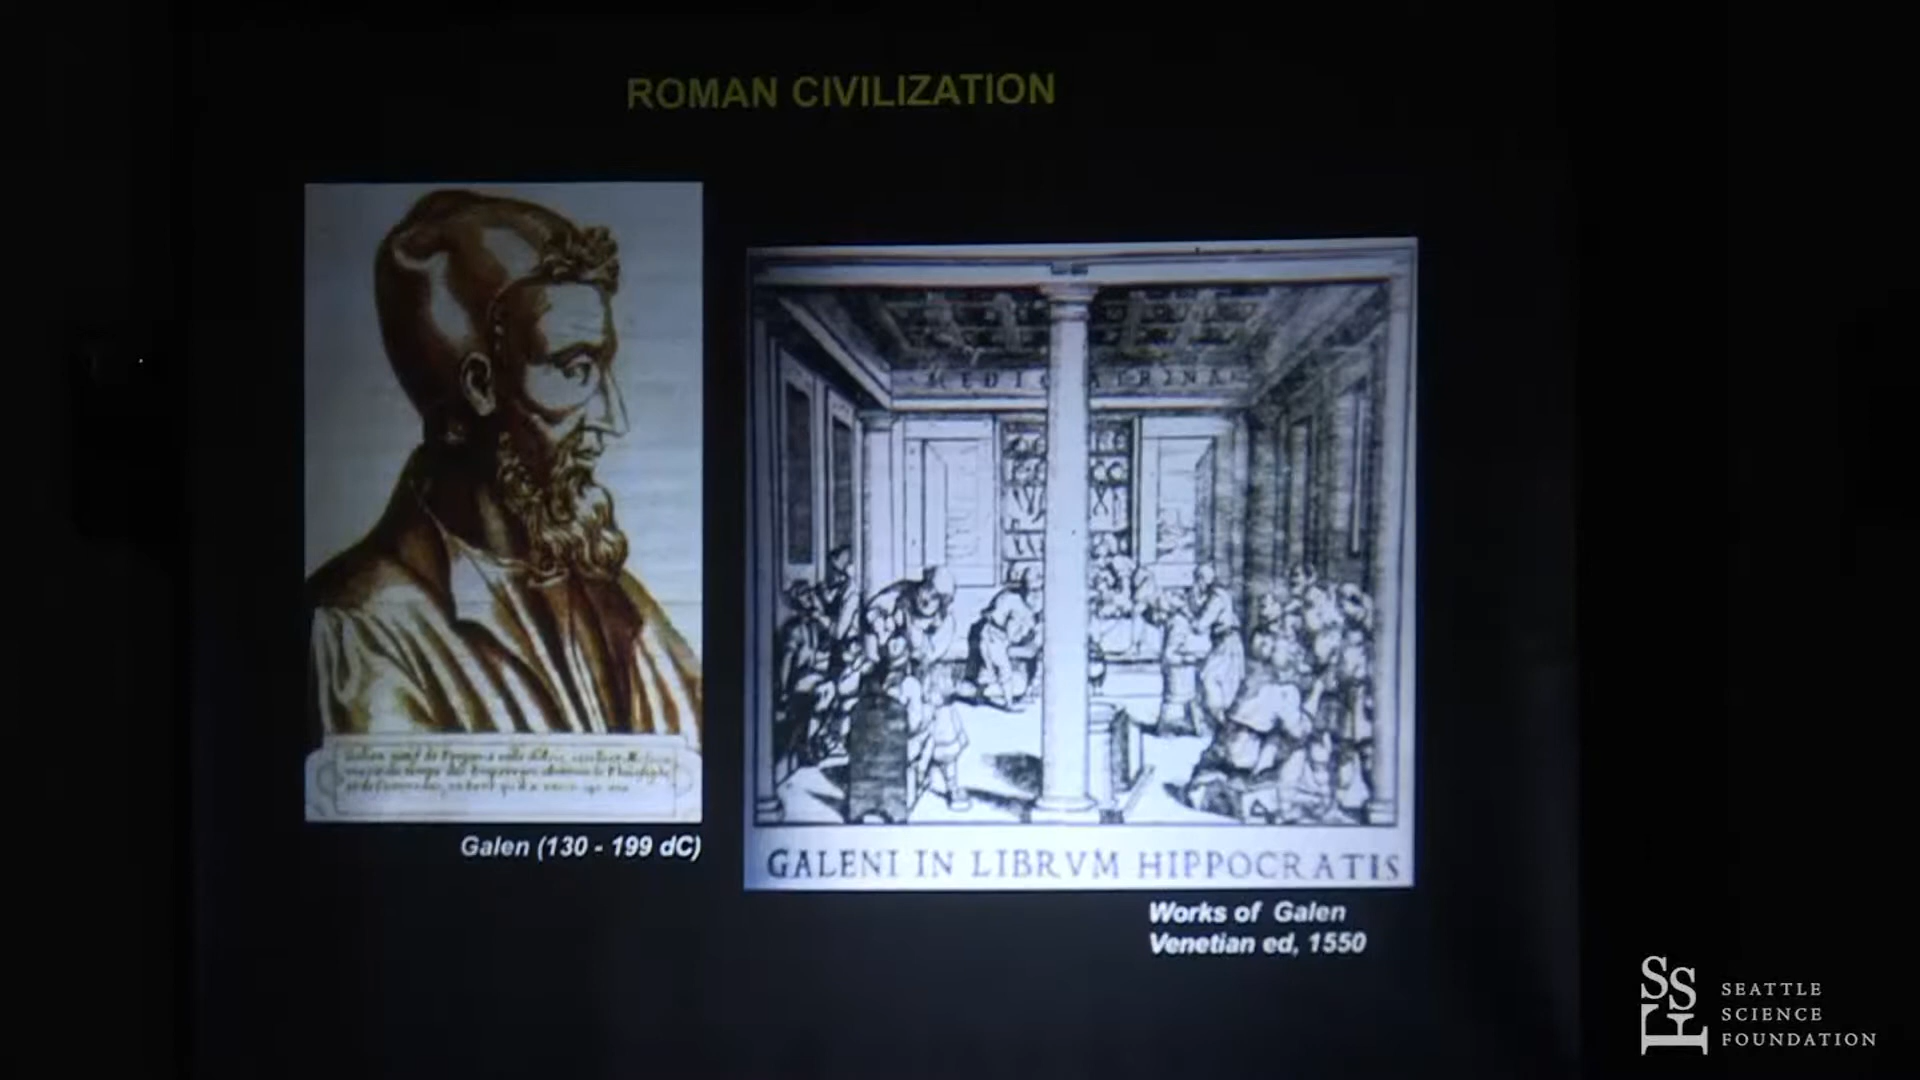 ROMAN CIVILIZATION
Galen (130 - 199 dC)
GALENI IN LIBRVM HIPPOCRATIS
Works of Galen
Venetian ed, 1550
SSF
SEATTLE
SCIENCE
FOUNDATION